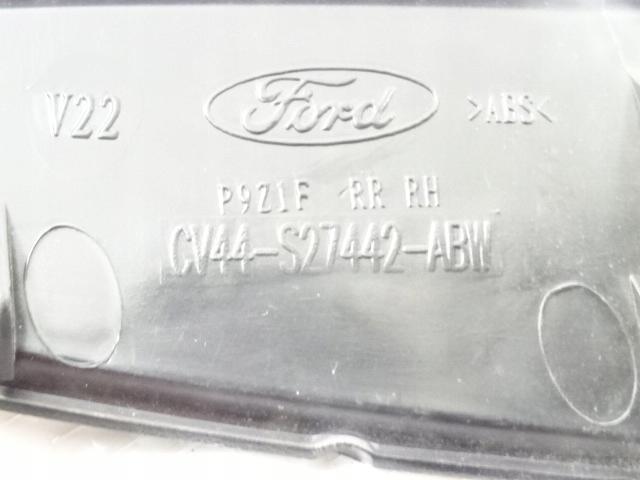 V22 Ford >ABS<
P921F RR RH
CV44-S27442-ABW